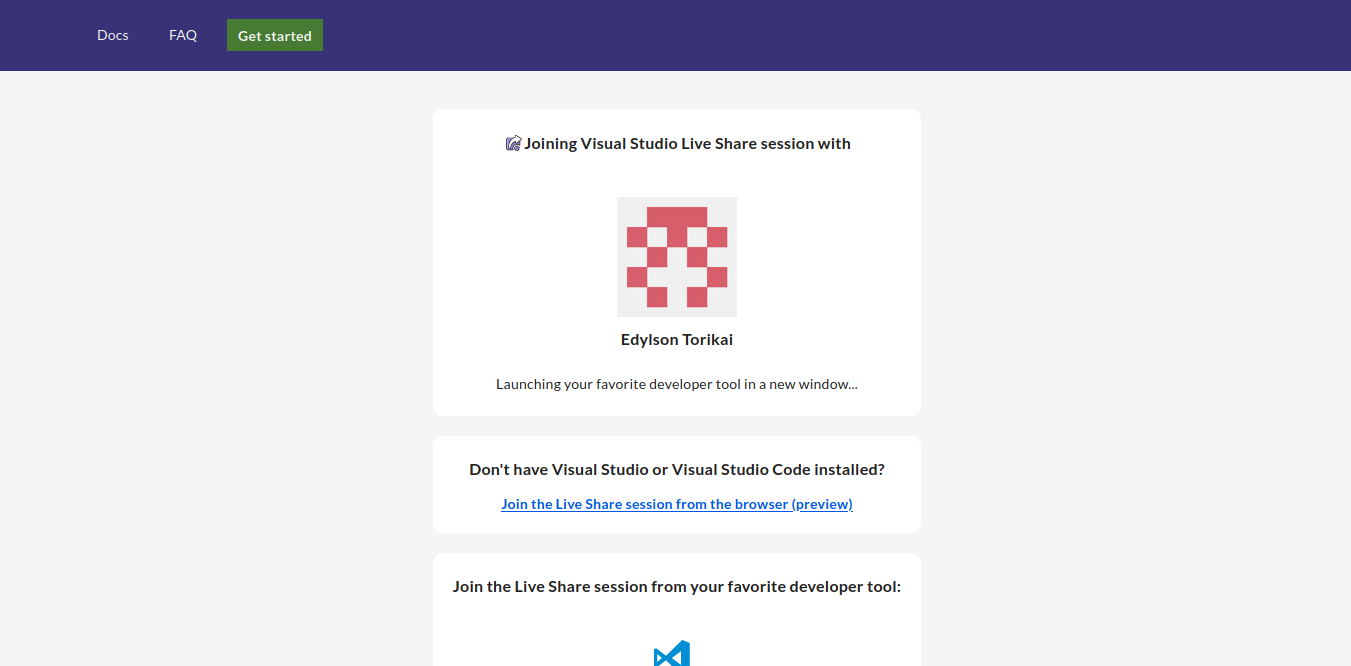 Docs
FAQ
Get started
Joining Visual Studio Live Share session with
Edylson Torikai
Launching your favorite developer tool in a new window...
Don't have Visual Studio or Visual Studio Code installed?
Join the Live Share session from the browser (preview)
Join the Live Share session from your favorite developer tool: